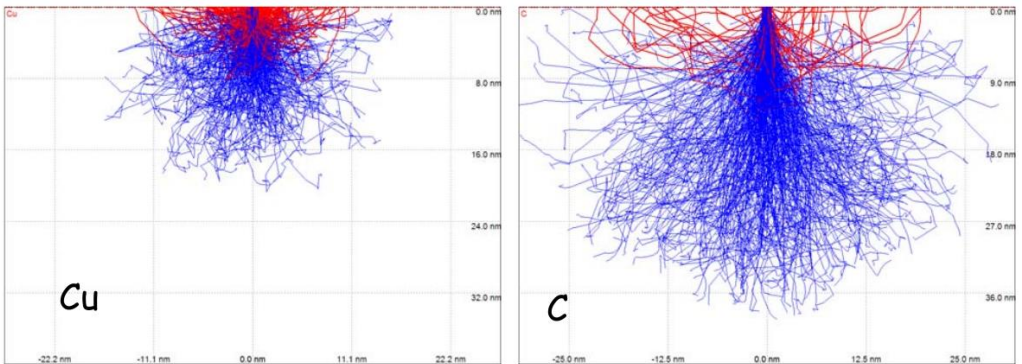 Cu
0.0 nm
8.0 nm
16.0 nm
24.0 nm
32.0 nm
Cu
-22.2 nm
-11.1 nm
0.0 nm
11.1 nm
22.2 nm
C
0.0 nm
9.0 nm
18.0 nm
27.0 nm
36.0 nm
C
-25.0 nm
-12.5 nm
0.0 nm
12.5 nm
25.0 nm